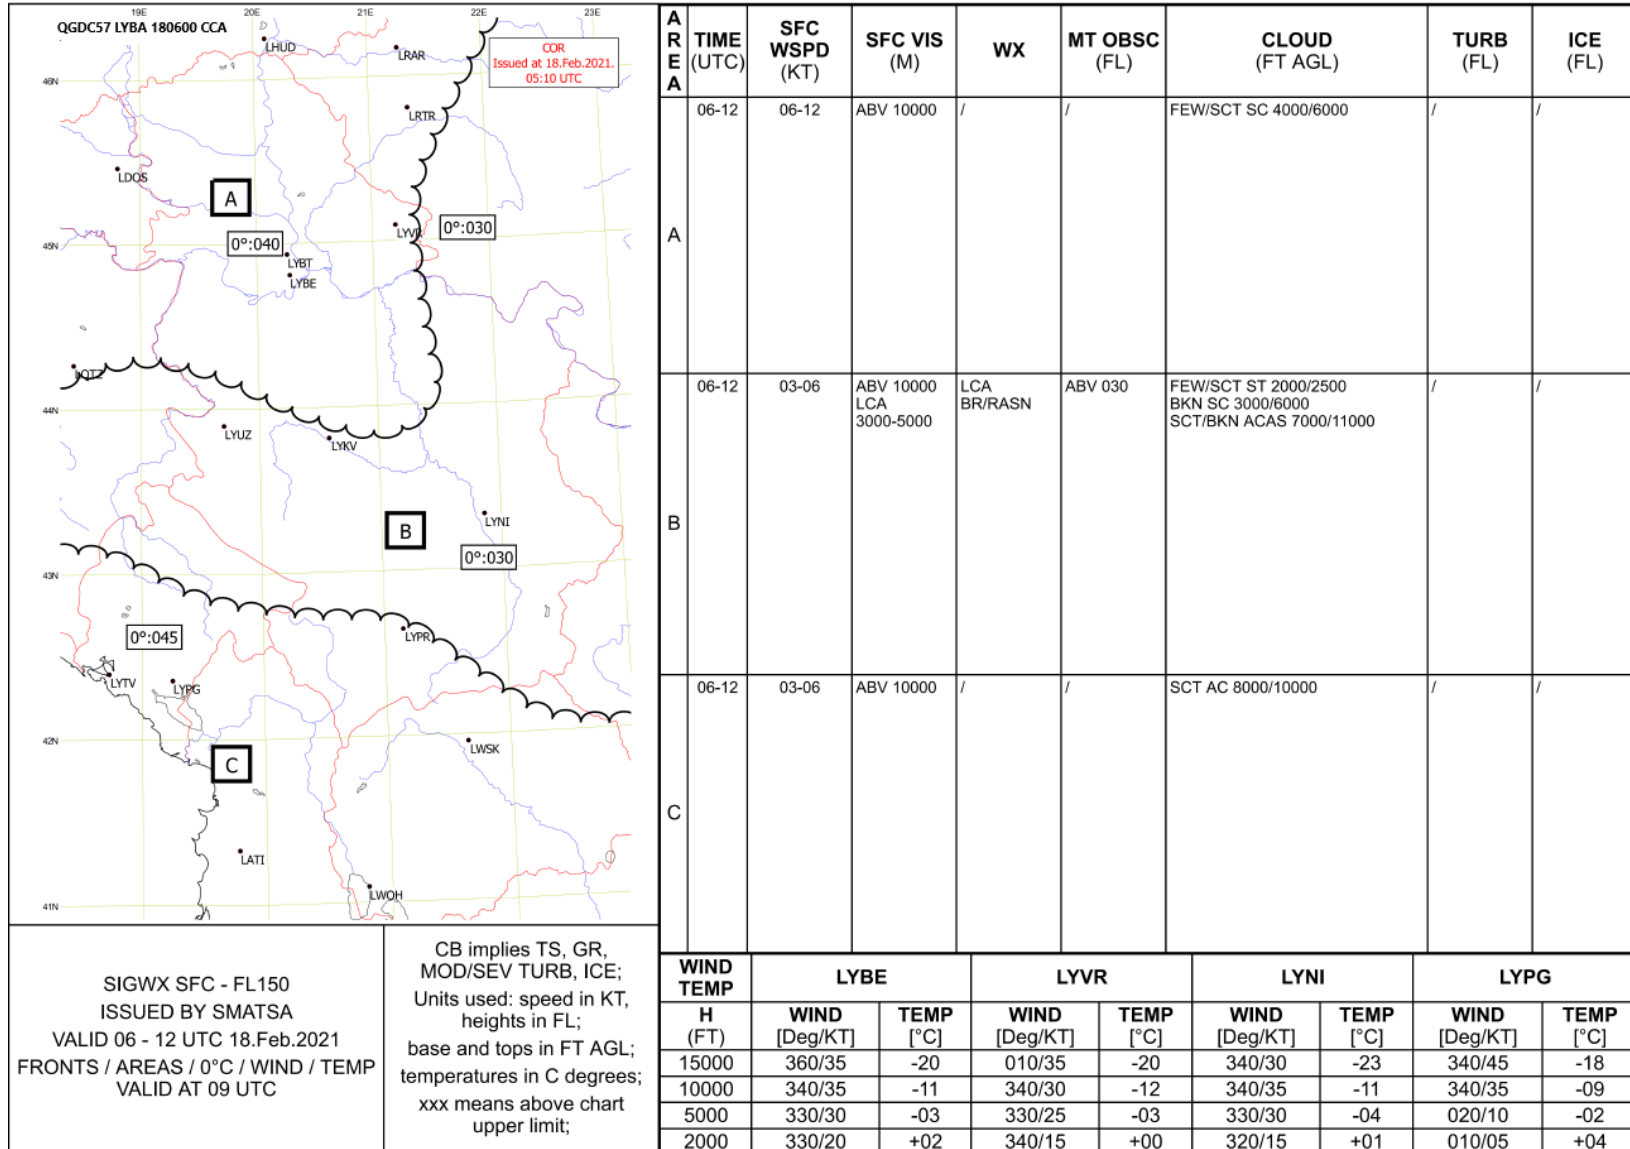 QGDC57 LYBA 180600 CCA
19E 20E 21E 22E 23E
COR
Issued at 18.Feb.2021.
05:10 UTC
LHUD
LRAR
46N
LRTR
LDOS
A
LYVR
0°:030
0°:040
45N
LYBT
LYBE
LQTZ
44N
LYUZ
LYKV
LYNI
B
0°:030
43N
0°:045
LYPR
LYTV
LYPG
42N
LWSK
C
LATI
LWOH
41N
AREA TIME (UTC) SFC WSPD (KT) SFC VIS (M) WX MT OBSC (FL) CLOUD (FT AGL) TURB (FL) ICE (FL)
A 06-12 06-12 ABV 10000 / / FEW/SCT SC 4000/6000 / /
B 06-12 03-06 ABV 10000 LCA ABV 030 FEW/SCT ST 2000/2500 / /
LCA BR/RASN BKN SC 3000/6000
3000-5000 SCT/BKN ACAS 7000/11000
C 06-12 03-06 ABV 10000 / / SCT AC 8000/10000 / /
SIGWX SFC - FL150
ISSUED BY SMATSA
VALID 06 - 12 UTC 18.Feb.2021
FRONTS / AREAS / 0°C / WIND / TEMP
VALID AT 09 UTC
CB implies TS, GR,
MOD/SEV TURB, ICE;
Units used: speed in KT,
heights in FL;
base and tops in FT AGL;
temperatures in C degrees;
xxx means above chart
upper limit;
WIND TEMP LYBE LYVR LYNI LYPG
H (FT) WIND [Deg/KT] TEMP [°C] WIND [Deg/KT] TEMP [°C] WIND [Deg/KT] TEMP [°C] WIND [Deg/KT] TEMP [°C]
15000 360/35 -20 010/35 -20 340/30 -23 340/45 -18
10000 340/35 -11 340/30 -12 340/35 -11 340/35 -09
5000 330/30 -03 330/25 -03 330/30 -04 020/10 -02
2000 330/20 +02 340/15 +00 320/15 +01 010/05 +04